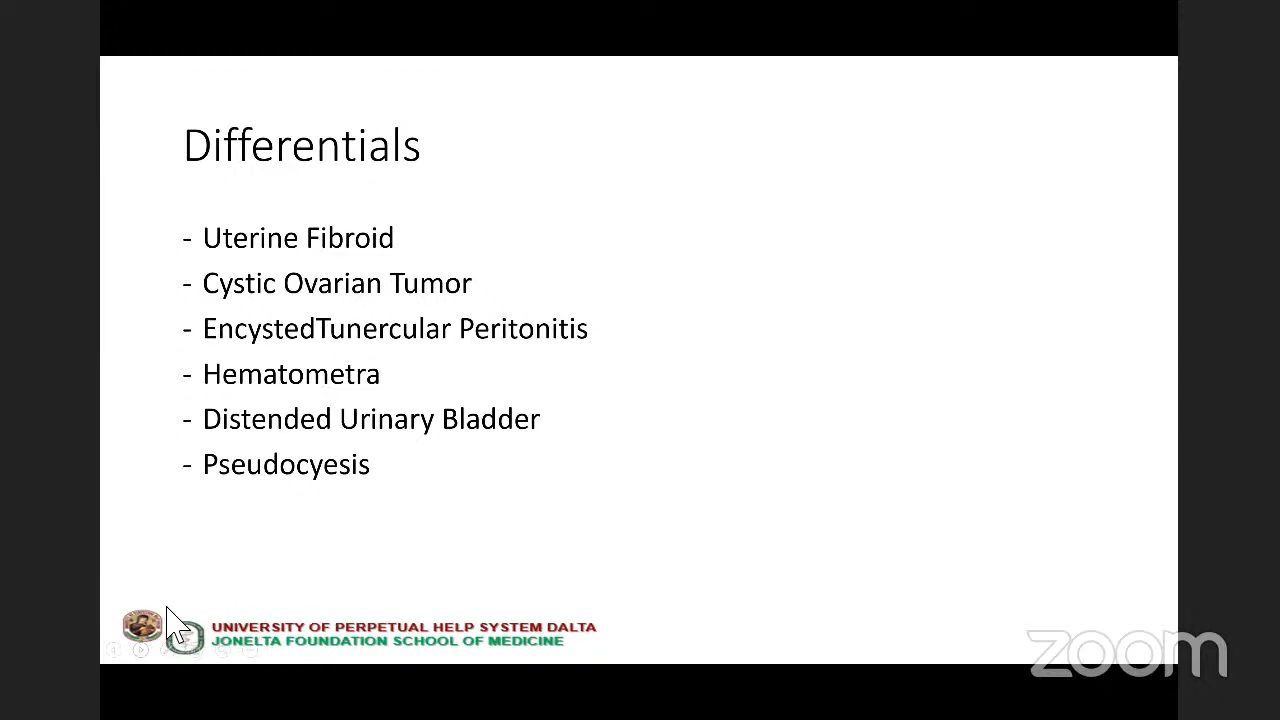 Differentials
- Uterine Fibroid
- Cystic Ovarian Tumor
- EncystedTunercular Peritonitis
- Hematometra
- Distended Urinary Bladder
- Pseudocyesis
UNIVERSITY OF PERPETUAL HELP SYSTEM DALTA
JONELTA FOUNDATION SCHOOL OF MEDICINE
zoom